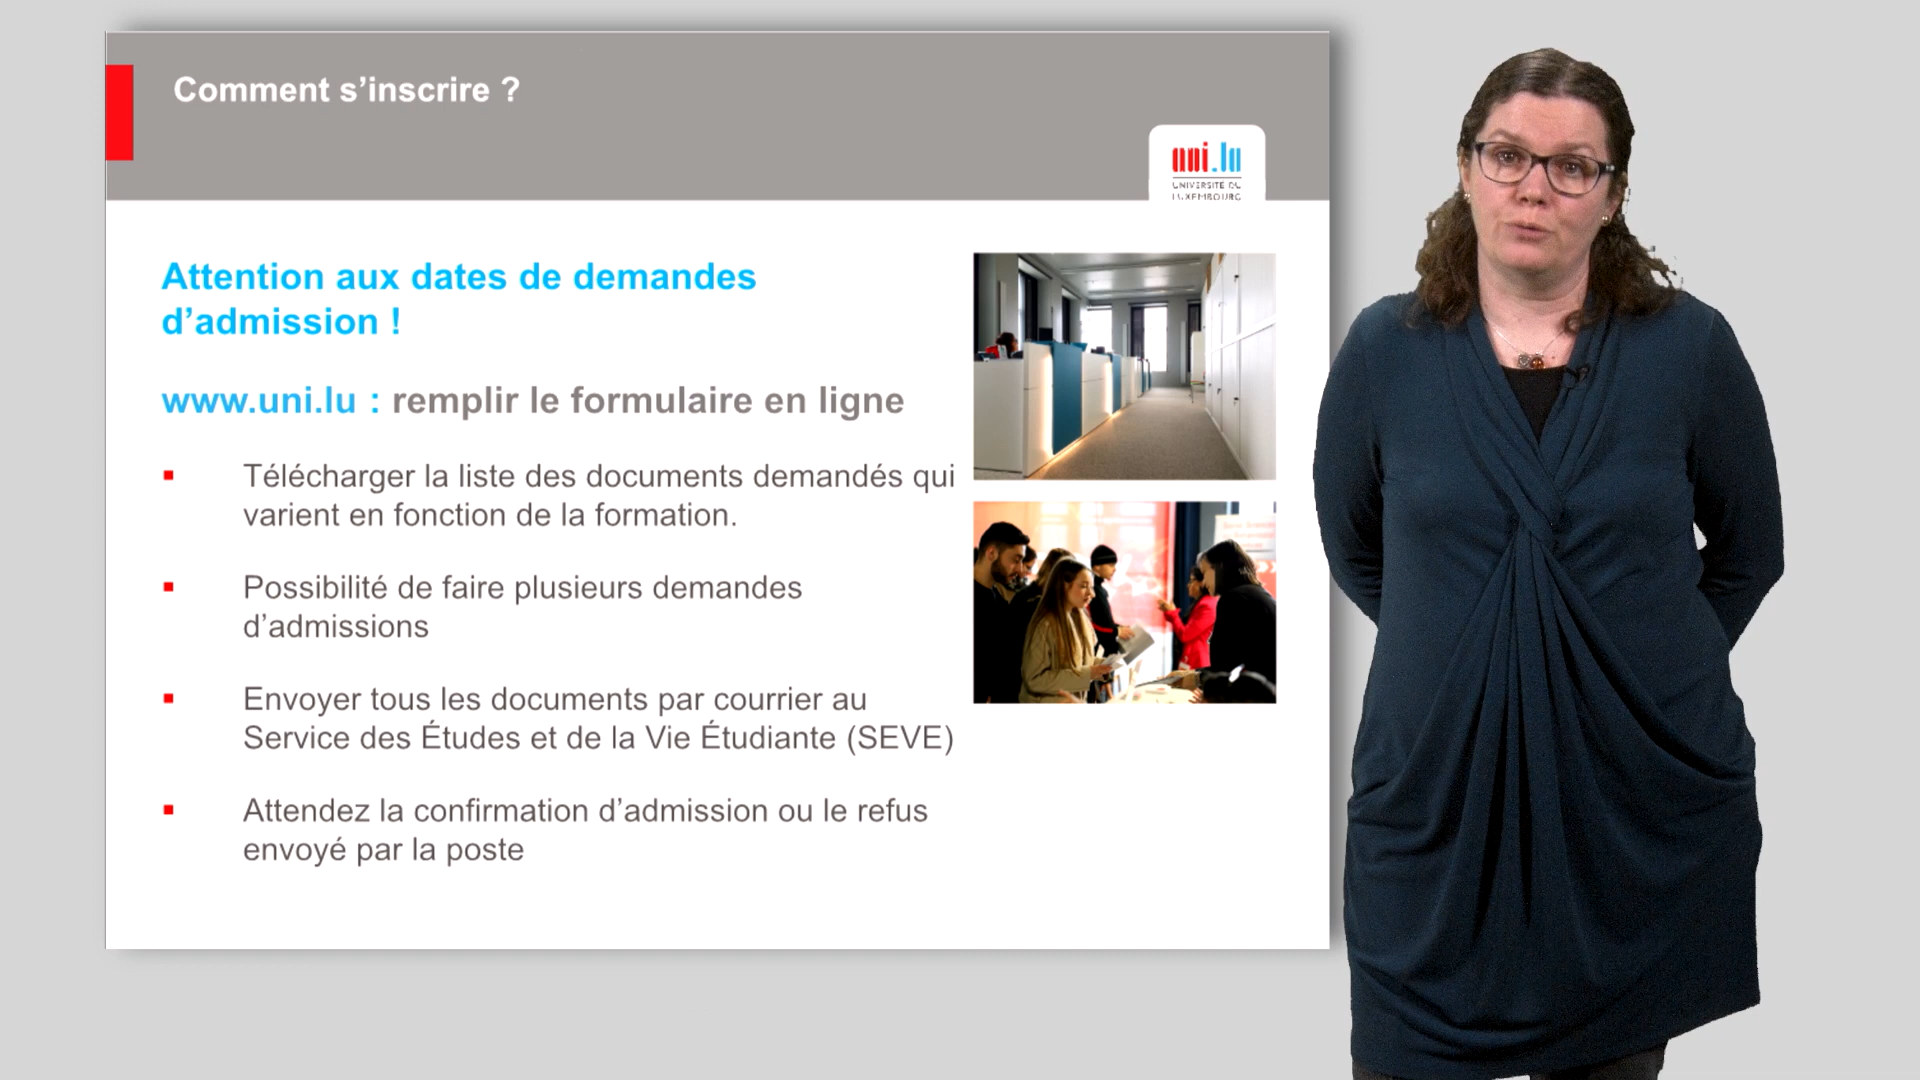 Comment s’inscrire ?
uni.lu
UNIVERSITÉ DU
LUXEMBOURG
Attention aux dates de demandes
d’admission !
www.uni.lu : remplir le formulaire en ligne
▪ Télécharger la liste des documents demandés qui
varient en fonction de la formation.
▪ Possibilité de faire plusieurs demandes
d’admissions
▪ Envoyer tous les documents par courrier au
Service des Études et de la Vie Étudiante (SEVE)
▪ Attendez la confirmation d’admission ou le refus
envoyé par la poste